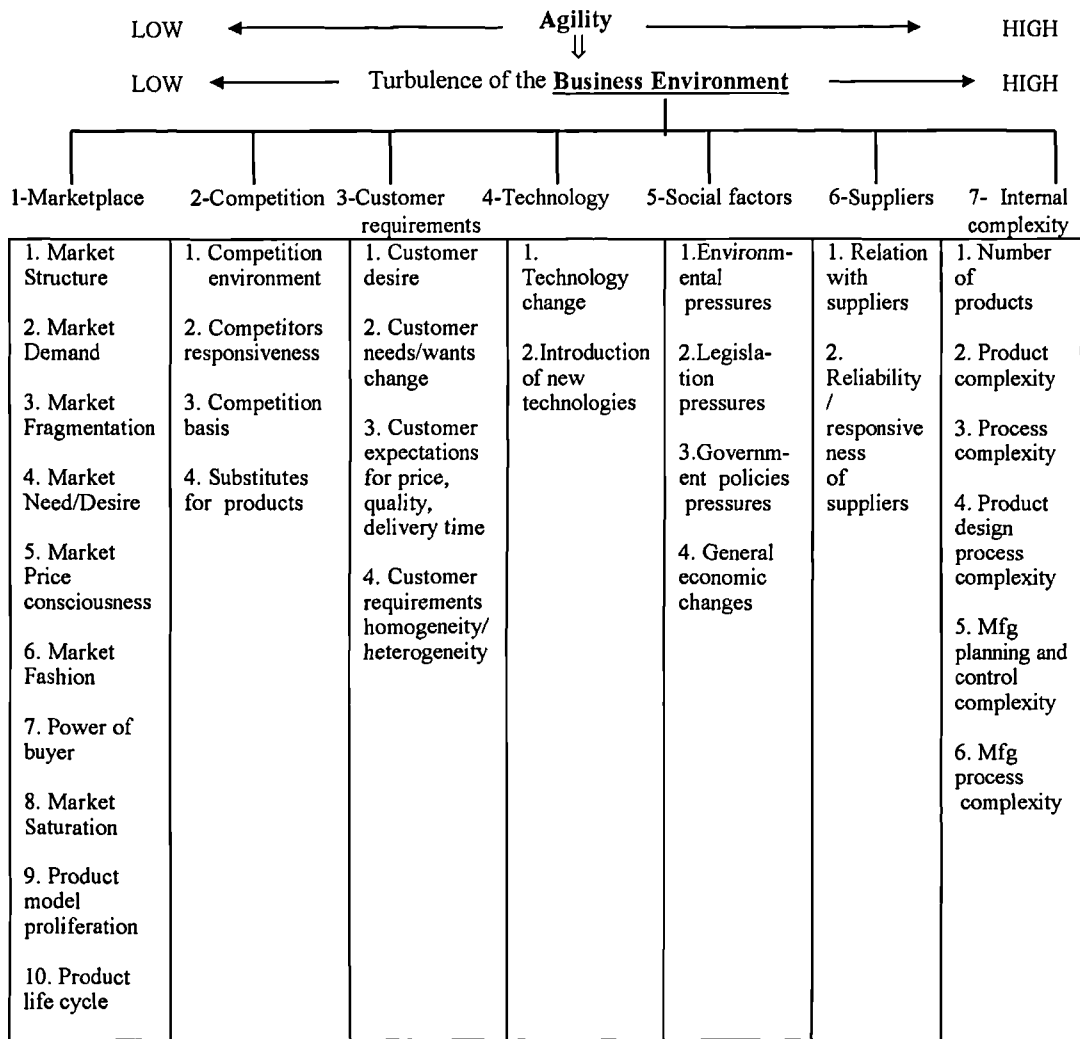 LOW Agility HIGH
⇓
LOW Turbulence of the Business Environment HIGH
1-Marketplace
2-Competition
3-Customer
requirements
4-Technology
5-Social factors
6-Suppliers
7- Internal
complexity
1. Market
Structure
2. Market
Demand
3. Market
Fragmentation
4. Market
Need/Desire
5. Market
Price
consciousness
6. Market
Fashion
7. Power of
buyer
8. Market
Saturation
9. Product
model
proliferation
10. Product
life cycle
1. Competition
environment
2. Competitors
responsiveness
3. Competition
basis
4. Substitutes
for products
1. Customer
desire
2. Customer
needs/wants
change
3. Customer
expectations
for price,
quality,
delivery time
4. Customer
requirements
homogeneity/
heterogeneity
1.
Technology
change
2.Introduction
of new
technologies
1.Environm-
ental
pressures
2.Legisla-
tion
pressures
3.Governm-
ent policies
pressures
4. General
economic
changes
1. Relation
with
suppliers
2.
Reliability
/
responsive
ness
of
suppliers
1. Number
of
products
2. Product
complexity
3. Process
complexity
4. Product
design
process
complexity
5. Mfg
planning and
control
complexity
6. Mfg
process
complexity